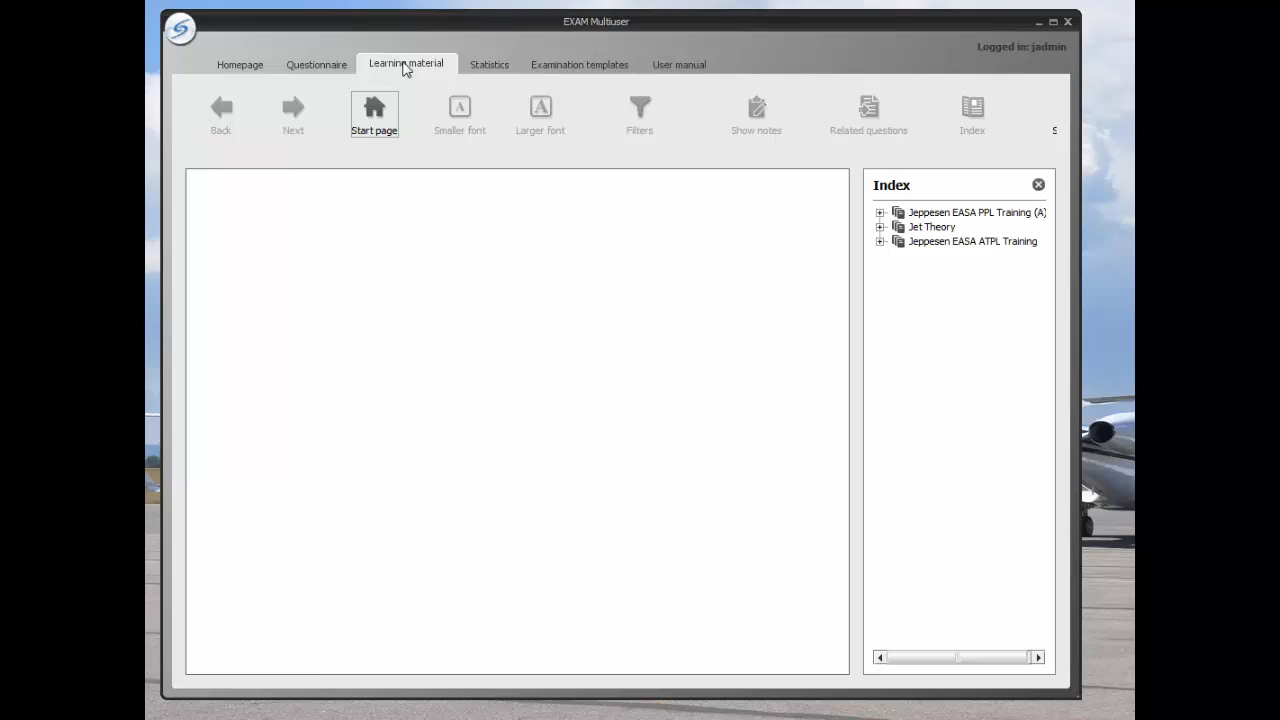 EXAM Multiuser
Logged in: jadmin
Homepage Questionnaire Learning material Statistics Examination templates User manual
Back Next Start page Smaller font Larger font Filters Show notes Related questions Index S
A A
Index
Jeppesen EASA PPL Training (A)
Jet Theory
Jeppesen EASA ATPL Training